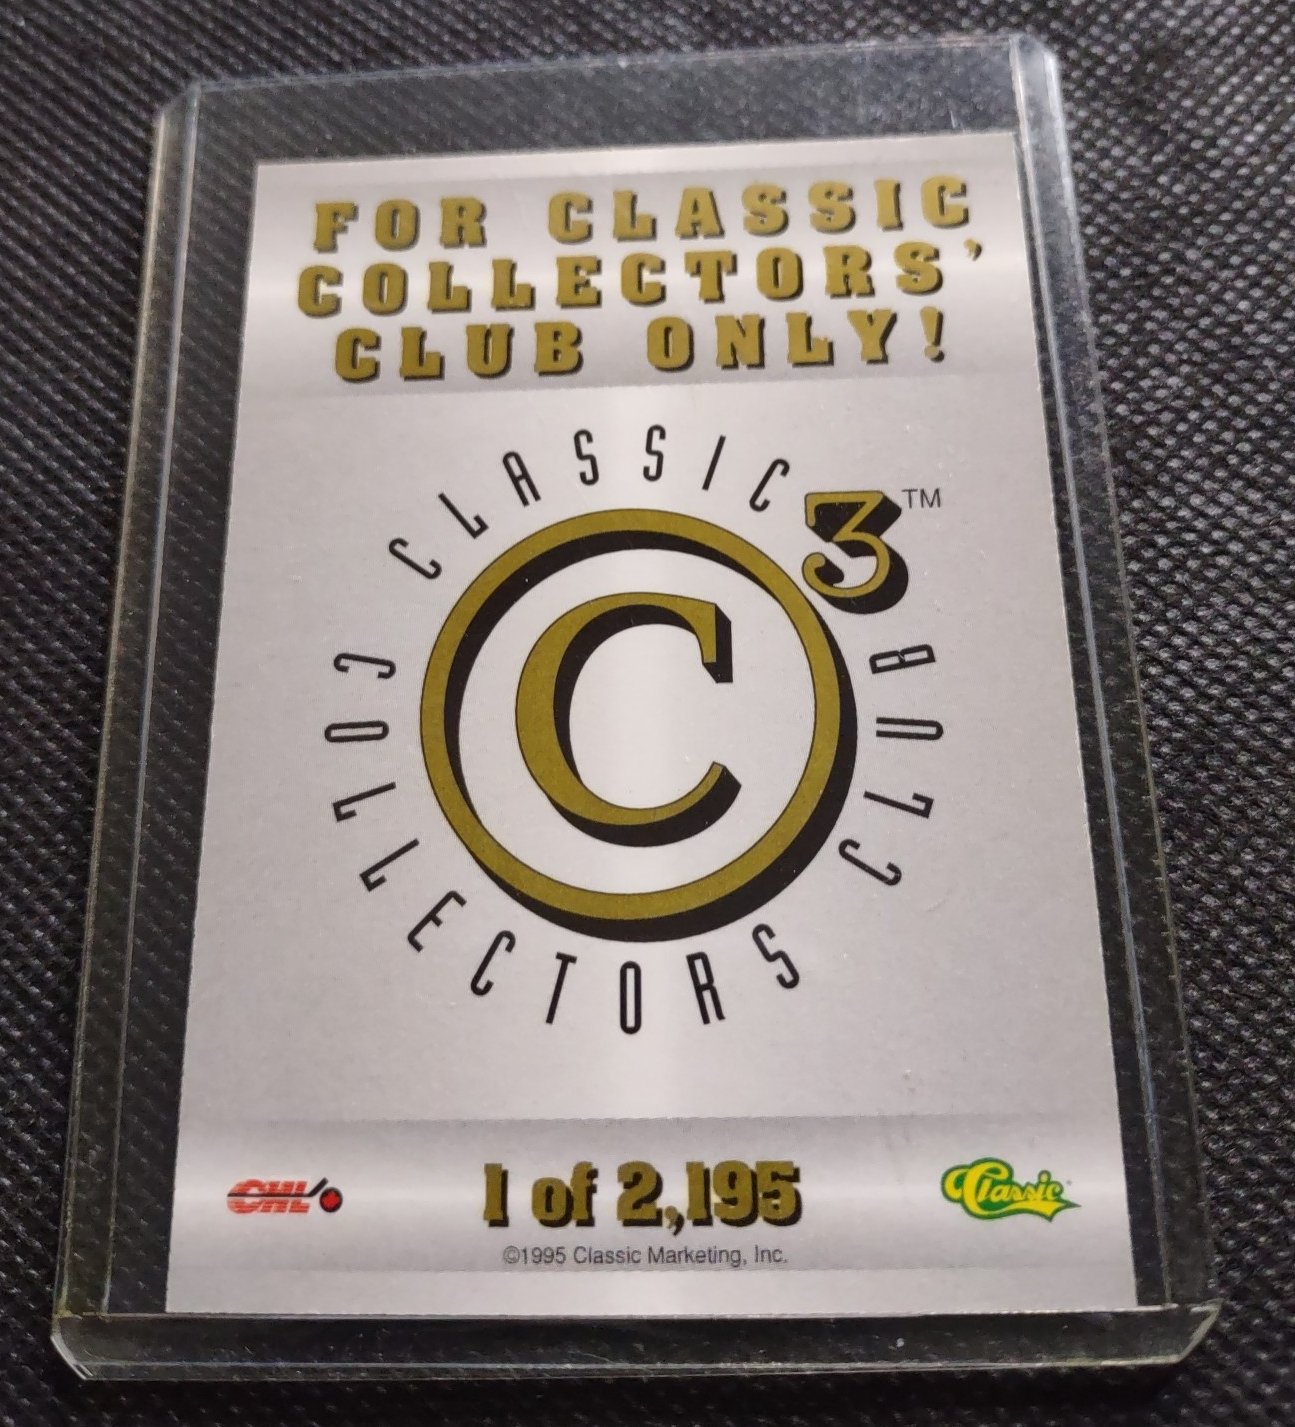 FOR CLASSIC
COLLECTORS'
CLUB ONLY!
CLASSIC
COLLECTORS
CLUB
C
3
TM
OHL
1 of 2,195
Classic
©1995 Classic Marketing, Inc.